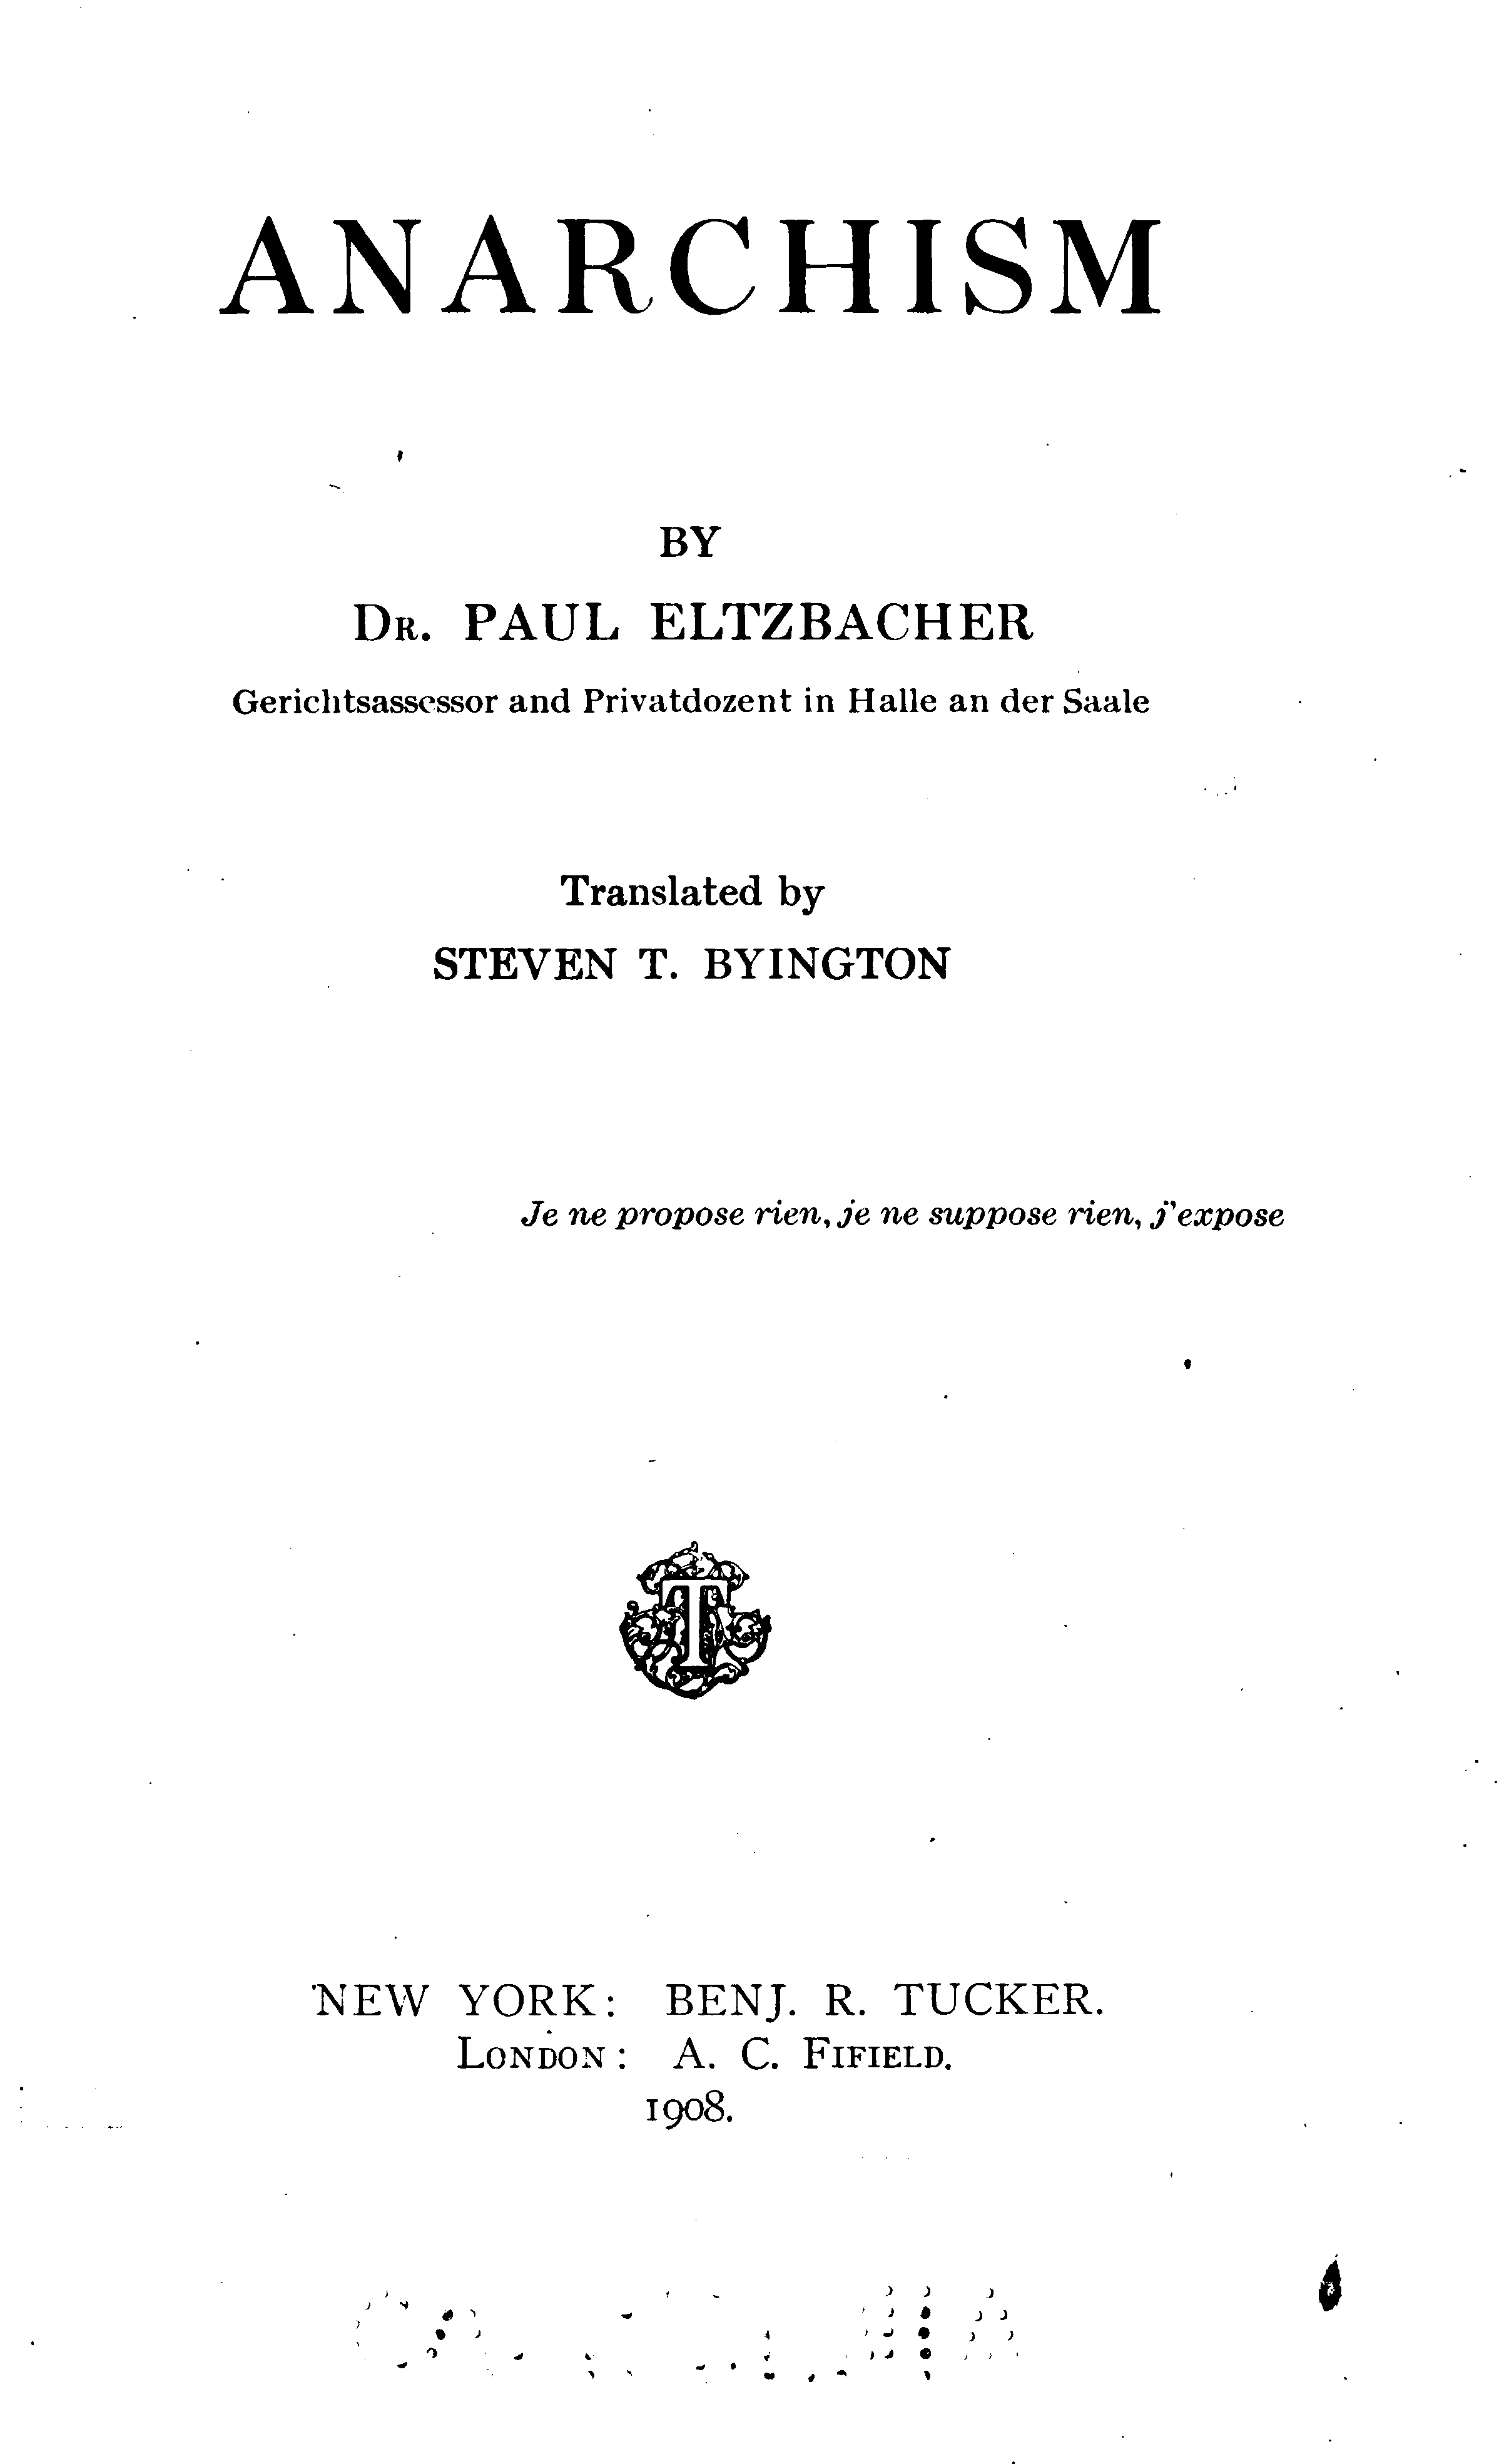 ANARCHISM
BY
DR. PAUL ELTZBACHER
Gerichtsassessor and Privatdozent in Halle an der Saale
Translated by
STEVEN T. BYINGTON
Je ne propose rien, je ne suppose rien, j'expose
T
NEW YORK: BENJ. R. TUCKER.
LONDON: A. C. FIFIELD.
1908.